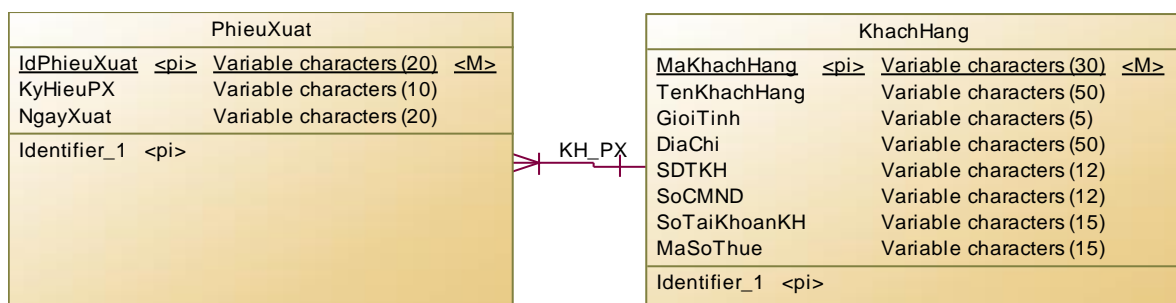 PhieuXuat
IdPhieuXuat <pi> Variable characters (20) <M>
KyHieuPX Variable characters (10)
NgayXuat Variable characters (20)
Identifier_1 <pi>
KH_PX
KhachHang
MaKhachHang <pi> Variable characters (30) <M>
TenKhachHang Variable characters (50)
GioiTinh Variable characters (5)
DiaChi Variable characters (50)
SDTKH Variable characters (12)
SoCMND Variable characters (12)
SoTaiKhoanKH Variable characters (15)
MaSoThue Variable characters (15)
Identifier_1 <pi>